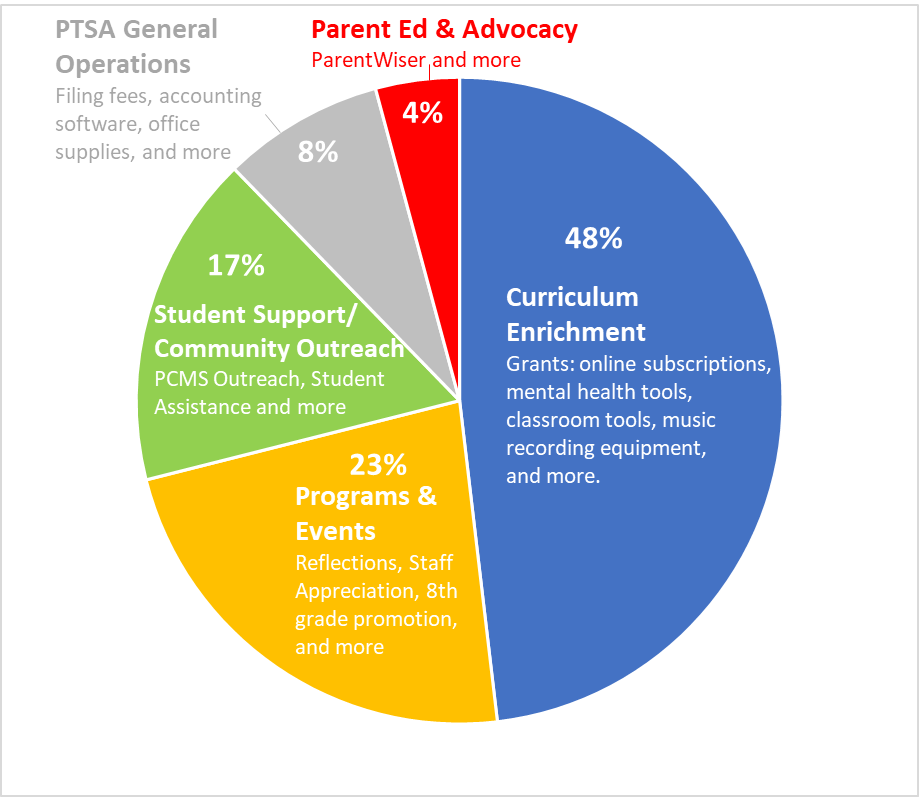 PTSA General
Operations
Filing fees, accounting
software, office
supplies, and more
Parent Ed & Advocacy
ParentWiser and more
4%
8%
48%
Curriculum
Enrichment
Grants: online subscriptions,
mental health tools,
classroom tools, music
recording equipment,
and more.
17%
Student Support/
Community Outreach
PCMS Outreach, Student
Assistance and more
23%
Programs &
Events
Reflections, Staff
Appreciation, 8th
grade promotion,
and more